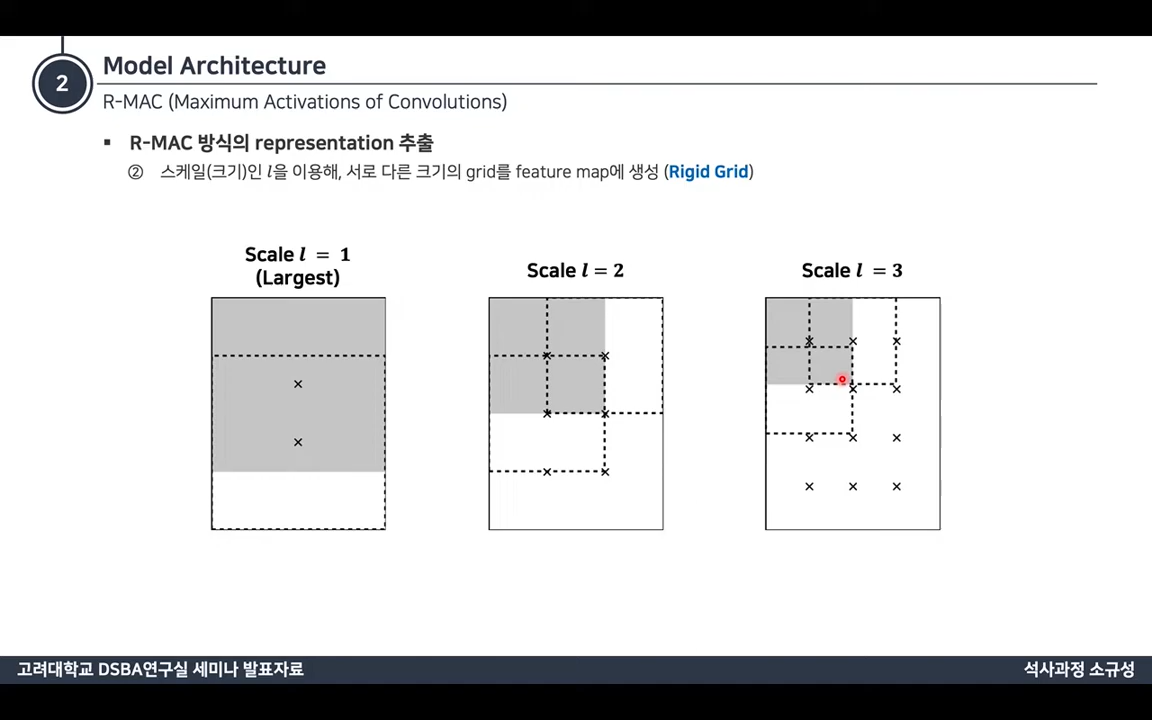 2
Model Architecture
R-MAC (Maximum Activations of Convolutions)
▪ R-MAC 방식의 representation 추출
② 스케일(크기)인 l을 이용해, 서로 다른 크기의 grid를 feature map에 생성 (Rigid Grid)
Scale l = 1
(Largest)
Scale l = 2
Scale l = 3
고려대학교 DSBA연구실 세미나 발표자료
석사과정 소규성